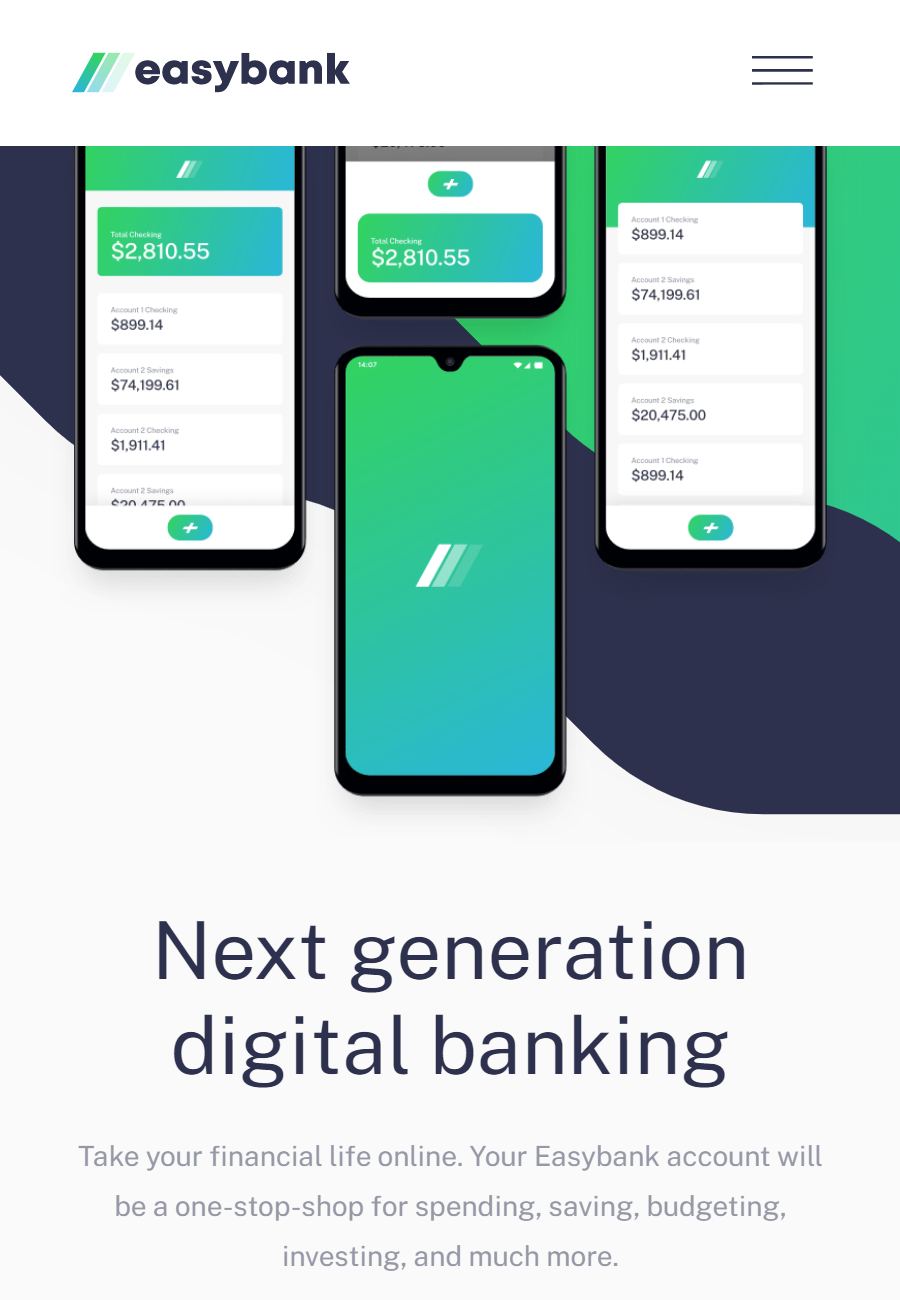 easybank
Total Checking
$2,810.55
Account 1 Checking
$899.14
Account 2 Savings
$74,199.61
Account 2 Checking
$1,911.41
Account 2 Savings
Total Checking
$2,810.55
14:07
Account 1 Checking
$899.14
Account 2 Savings
$74,199.61
Account 2 Checking
$1,911.41
Account 2 Savings
$20,475.00
Account 1 Checking
$899.14
Next generation
digital banking
Take your financial life online. Your Easybank account will
be a one-stop-shop for spending, saving, budgeting,
investing, and much more.